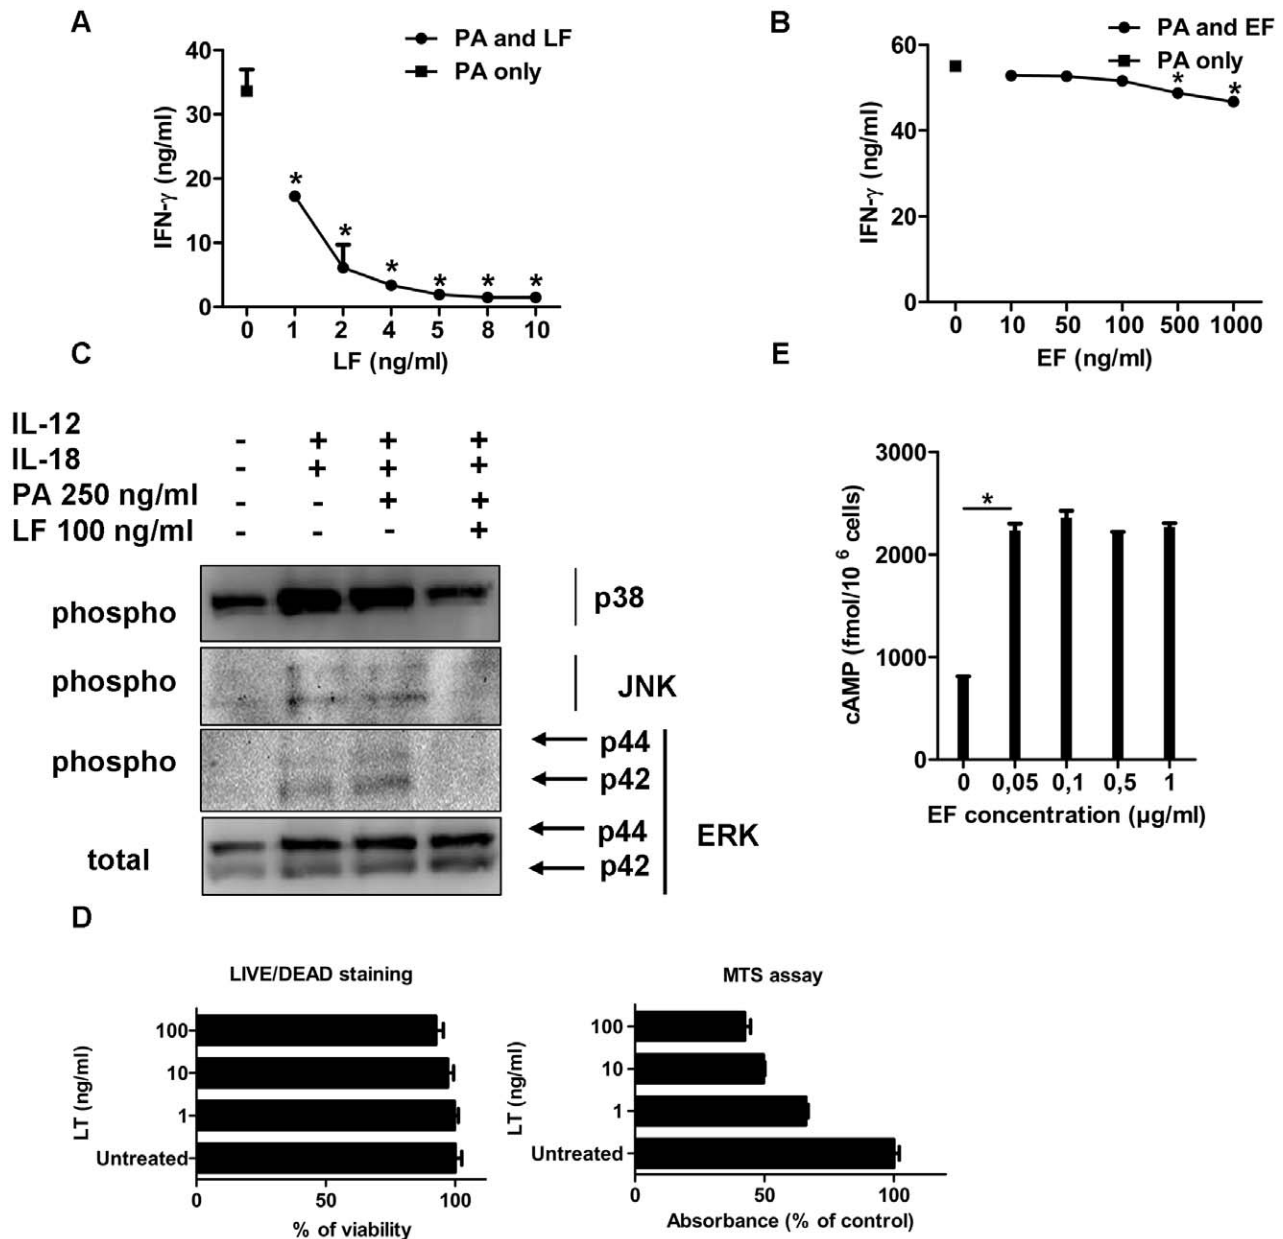 A
PA and LF
PA only
40
30
20
10
0
IFN-γ (ng/ml)
*
*
*
*
*
*
0 1 2 4 5 8 10
LF (ng/ml)
B
PA and EF
PA only
60
40
20
0
IFN-γ (ng/ml)
*
*
0 10 50 100 500 1000
EF (ng/ml)
C
IL-12 - + + +
IL-18 - + + +
PA 250 ng/ml - - + +
LF 100 ng/ml - - - +
phospho p38
phospho JNK
phospho p44
p42
total p44
p42
ERK
E
3000
2000
1000
0
cAMP (fmol/10 6 cells)
*
0 0,05 0,1 0,5 1
EF concentration (µg/ml)
D
LIVE/DEAD staining
LT (ng/ml)
100
10
1
Untreated
0 50 100
% of viability
MTS assay
LT (ng/ml)
100
10
1
Untreated
0 50 100
Absorbance (% of control)